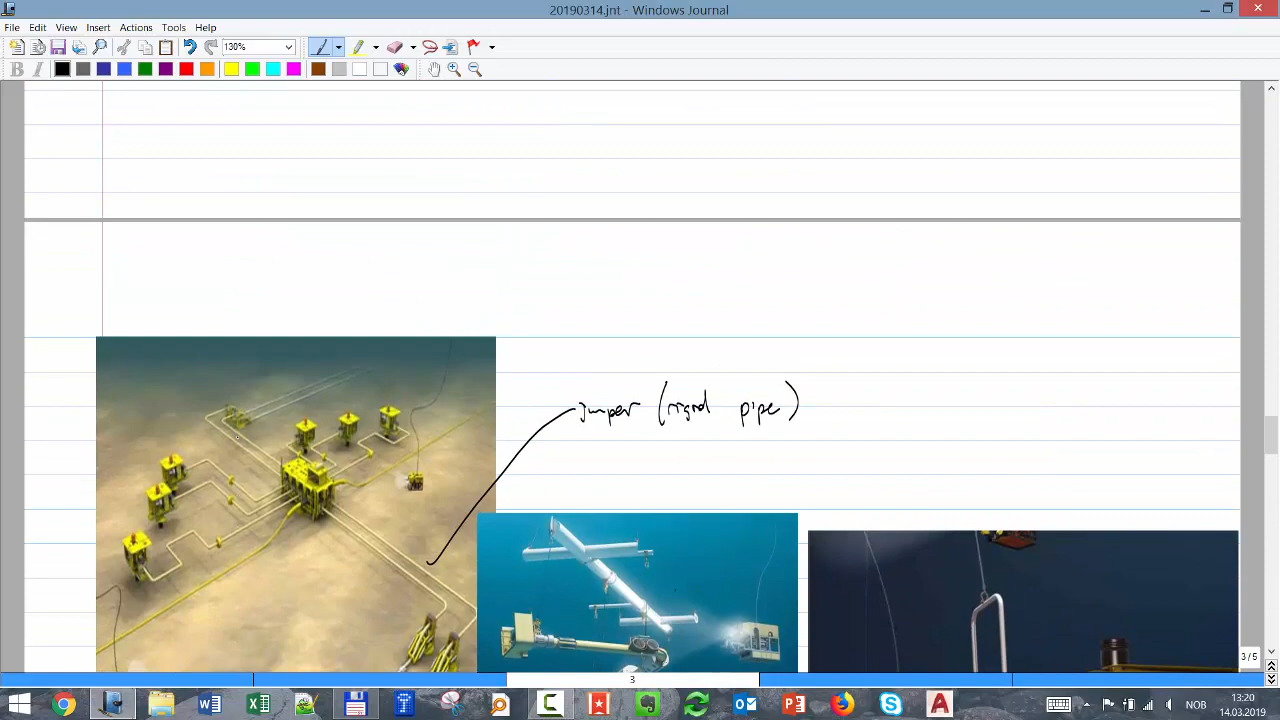 20190314.jnt - Windows Journal
File Edit View Insert Actions Tools Help
130%
jumper (rigid pipe)
3 / 5
3
NOB
13:20
14.03.2019